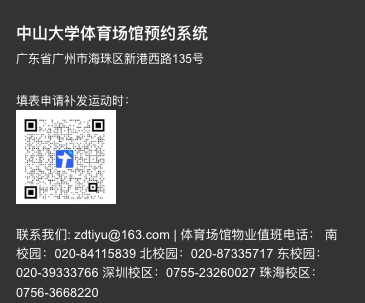 中山大学体育场馆预约系统
广东省广州市海珠区新港西路135号
填表申请补发运动时：
联系我们: zdtiyu@163.com | 体育场馆物业值班电话： 南
校园：020-84115839 北校园：020-87335717 东校园：
020-39333766 深圳校区：0755-23260027 珠海校区：
0756-3668220